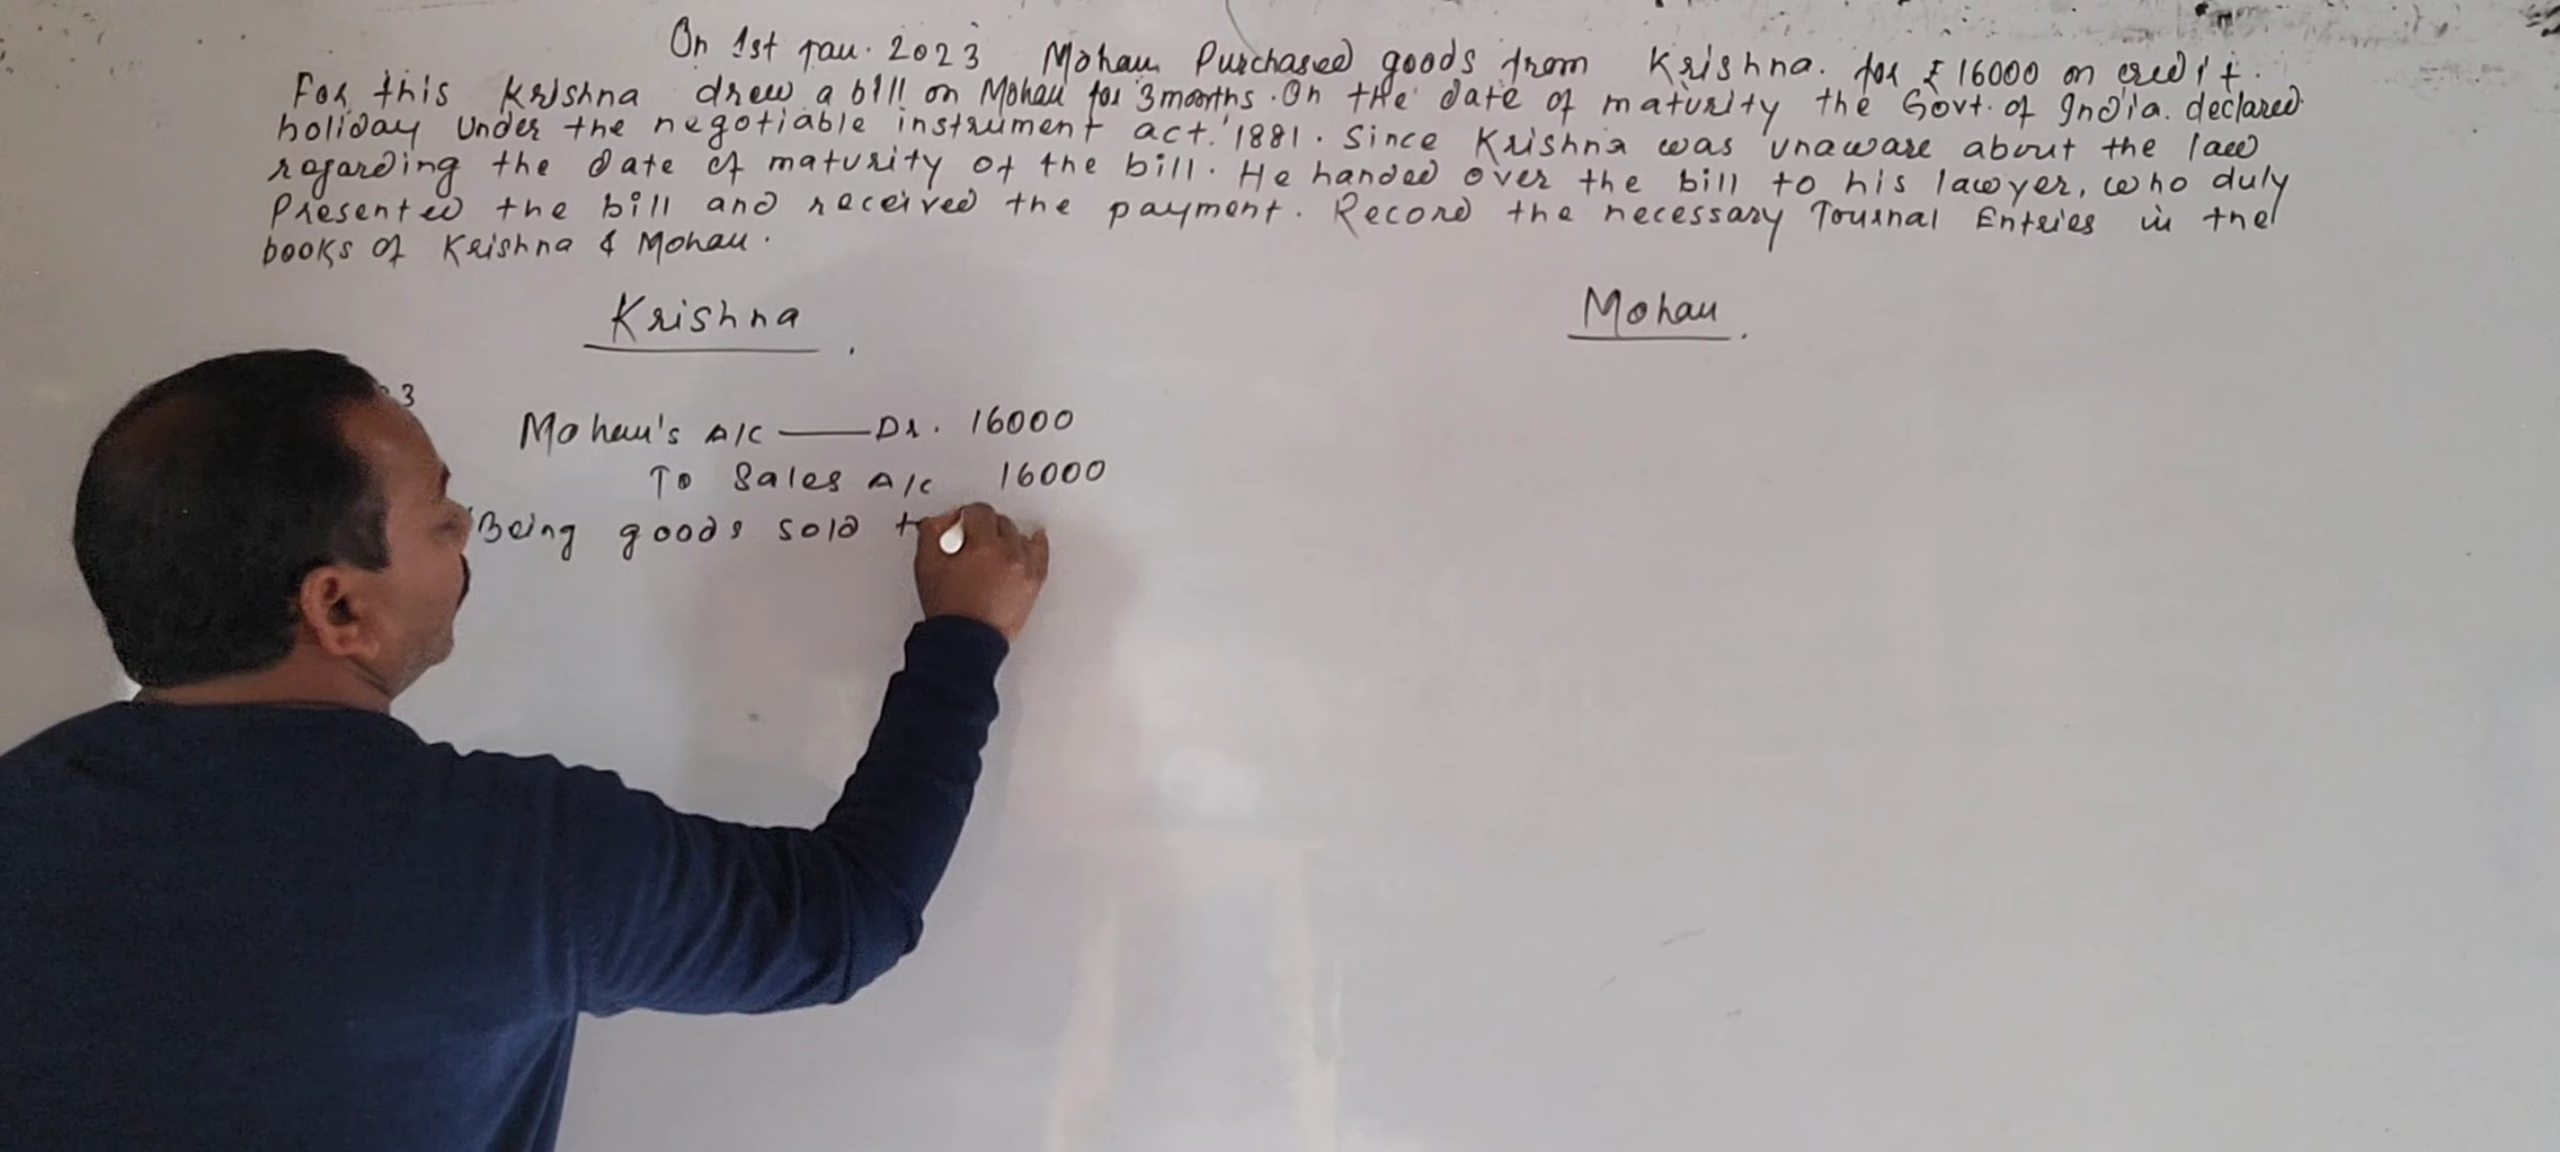 On 1st Jan. 2023 Mohan Purchased goods from Krishna. for ₹ 16000 on credit.
For this Krishna drew a bill on Mohan for 3 months. On the date of maturity the Govt. of India. declared
holiday under the negotiable instrument act. 1881. Since Krishna was unaware about the law
regarding the date of maturity of the bill. He handed over the bill to his lawyer, who duly
Presented the bill and received the payment. Record the necessary Journal Entries in the
books of Krishna & Mohan.
Krishna
Mohan
3
Mohan's A/C —— Dr. 16000
To Sales A/C 16000
Being goods sold